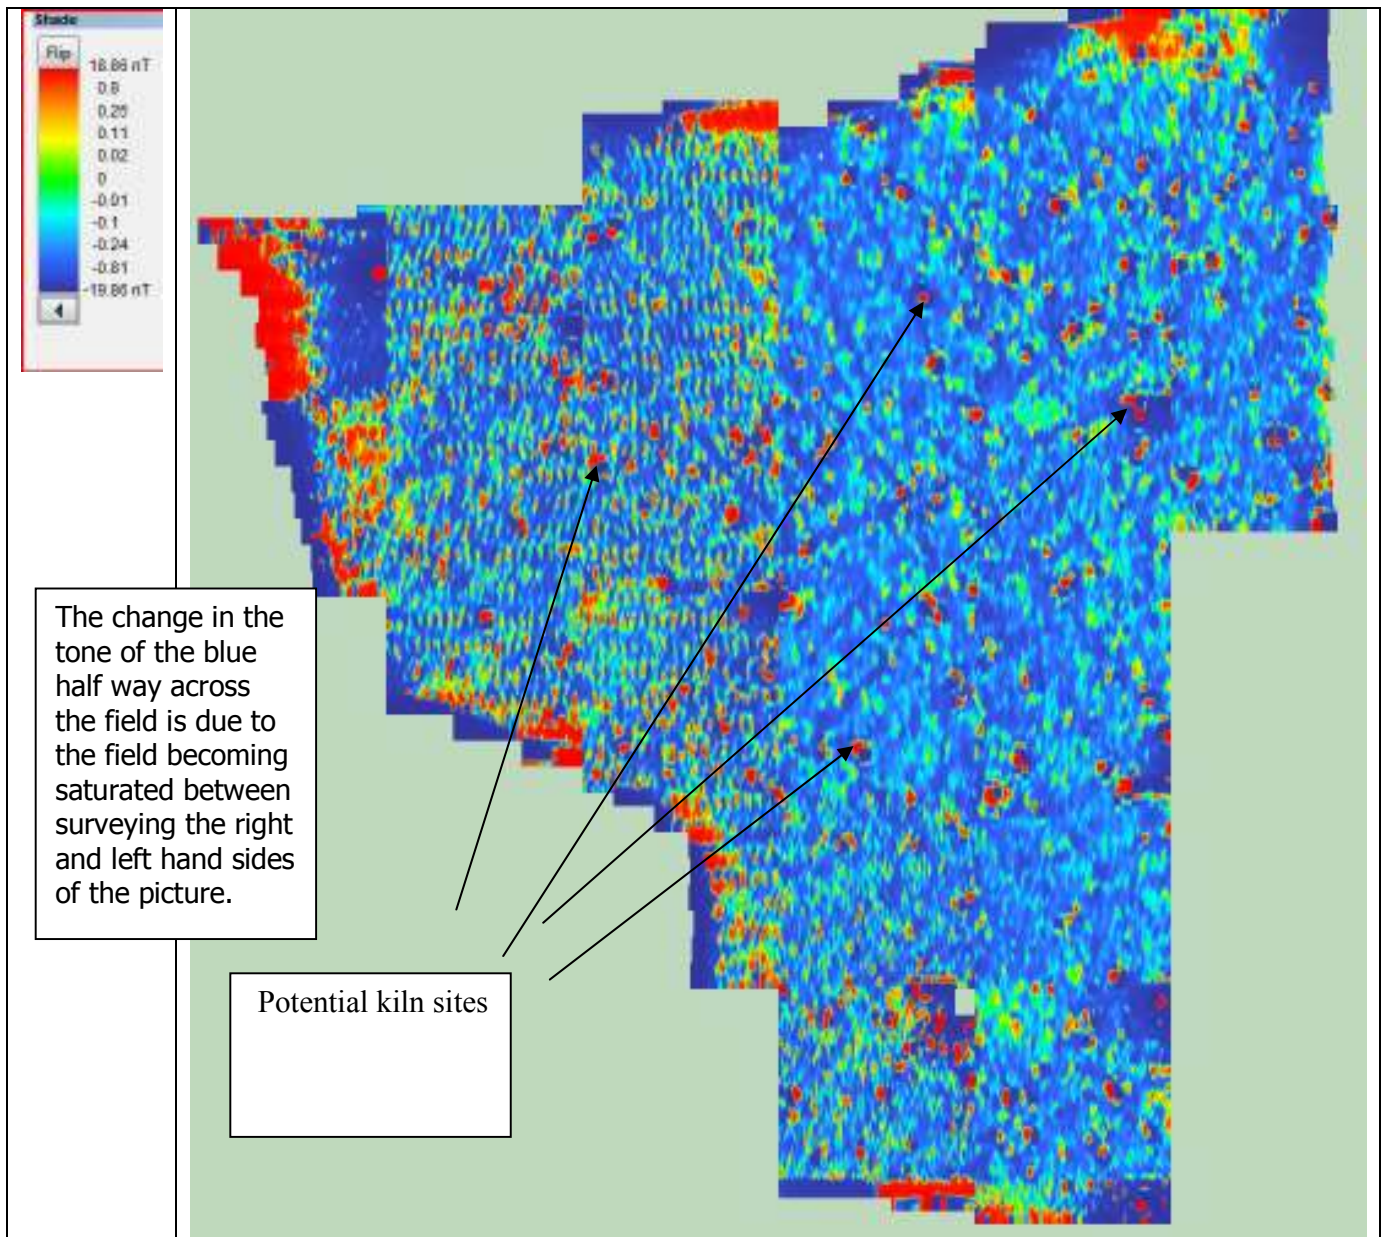 Shade
Flip
18.86 nT
0.8
0.25
0.11
0.02
0
-0.01
-0.1
-0.24
-0.81
-19.86 nT
The change in the
tone of the blue
half way across
the field is due to
the field becoming
saturated between
surveying the right
and left hand sides
of the picture.
Potential kiln sites